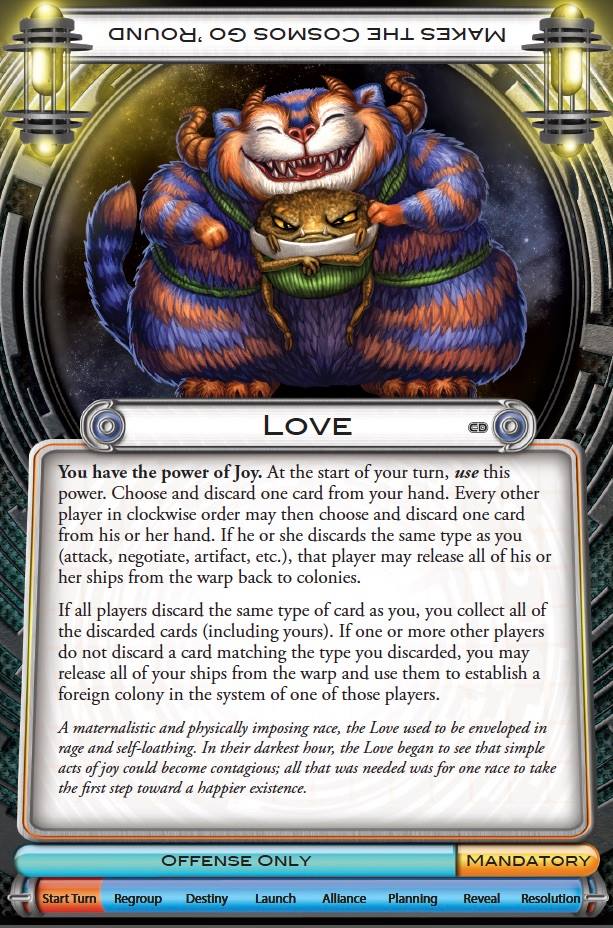 Makes the Cosmos Go 'Round
Love
CD
You have the power of Joy. At the start of your turn, use this
power. Choose and discard one card from your hand. Every other
player in clockwise order may then choose and discard one card
from his or her hand. If he or she discards the same type as you
(attack, negotiate, artifact, etc.), that player may release all of his or
her ships from the warp back to colonies.
If all players discard the same type of card as you, you collect all of
the discarded cards (including yours). If one or more other players
do not discard a card matching the type you discarded, you may
release all of your ships from the warp and use them to establish a
foreign colony in the system of one of those players.
A maternalistic and physically imposing race, the Love used to be enveloped in
rage and self-loathing. In their darkest hour, the Love began to see that simple
acts of joy could become contagious; all that was needed was for one race to take
the first step toward a happier existence.
Offense Only Mandatory
Start Turn Regroup Destiny Launch Alliance Planning Reveal Resolution